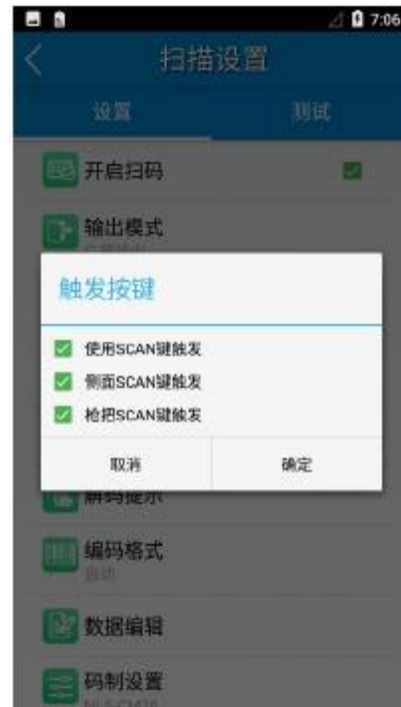 7:06
扫描设置
设置
测试
开启扫码
输出模式
触发按键
使用SCAN键触发
侧面SCAN键触发
枪把SCAN键触发
取消
确定
解码提示
编码格式
自动
数据编辑
码制设置